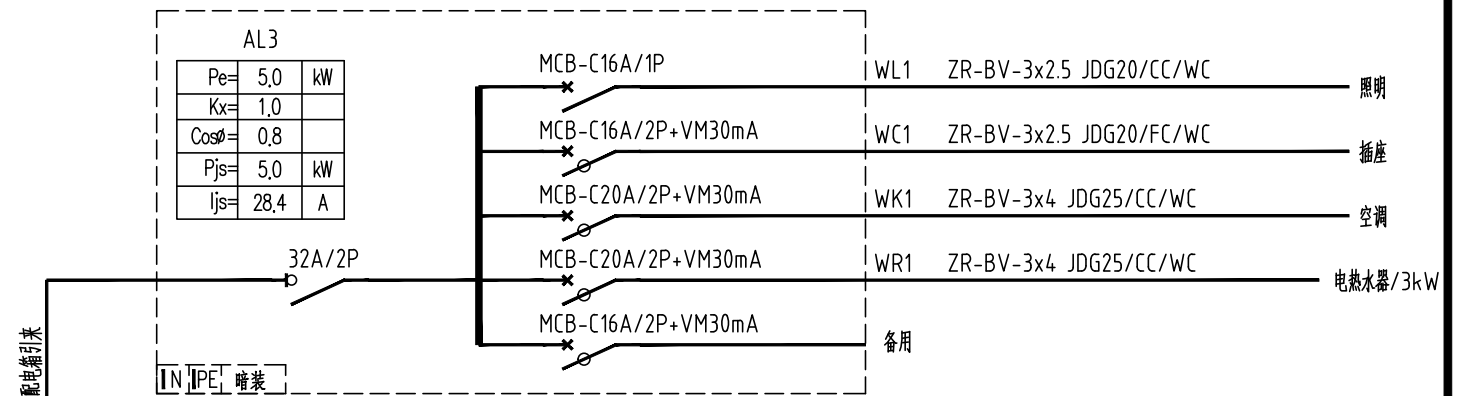 AL3
Pe= 5.0 kW
Kx= 1.0
Cosø= 0.8
Pjs= 5.0 kW
Ijs= 28.4 A
32A/2P
MCB-C16A/1P WL1 ZR-BV-3x2.5 JDG20/CC/WC 照明
MCB-C16A/2P+VM30mA WC1 ZR-BV-3x2.5 JDG20/FC/WC 插座
MCB-C20A/2P+VM30mA WK1 ZR-BV-3x4 JDG25/CC/WC 空调
MCB-C20A/2P+VM30mA WR1 ZR-BV-3x4 JDG25/CC/WC 电热水器/3kW
MCB-C16A/2P+VM30mA 备用
N PE 暗装
配电箱引来